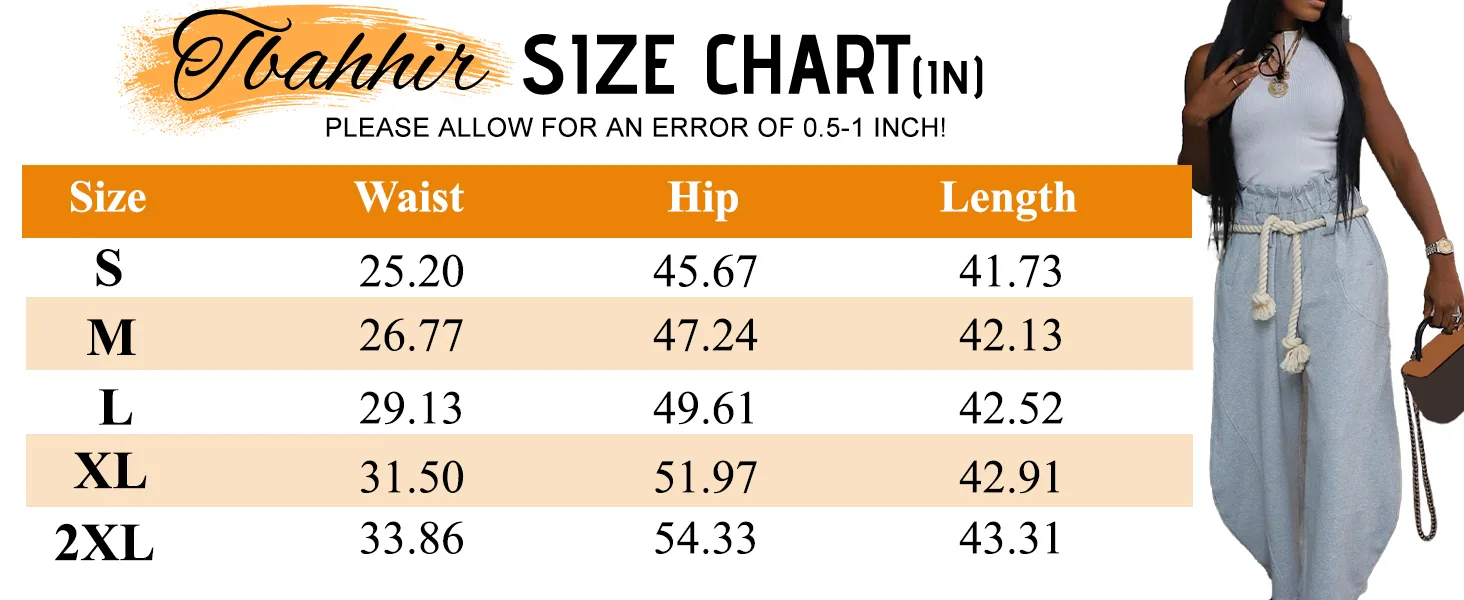 Tbahhir SIZE CHART(IN)
PLEASE ALLOW FOR AN ERROR OF 0.5-1 INCH!
Size Waist Hip Length
S 25.20 45.67 41.73
M 26.77 47.24 42.13
L 29.13 49.61 42.52
XL 31.50 51.97 42.91
2XL 33.86 54.33 43.31